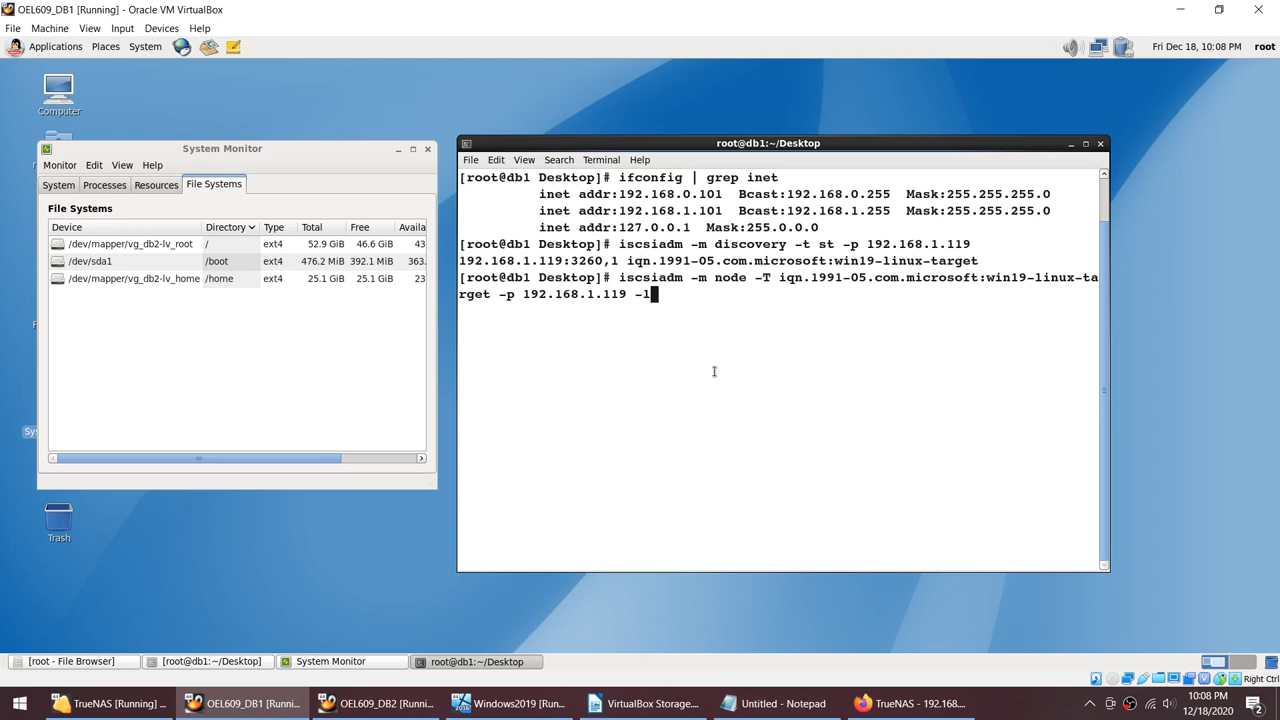 OEL609_DB1 [Running] - Oracle VM VirtualBox
File Machine View Input Devices Help
Applications Places System Fri Dec 18, 10:08 PM root
Computer
System Monitor
Monitor Edit View Help
System Processes Resources File Systems
File Systems
Device Directory Type Total Free Availa
/dev/mapper/vg_db2-lv_root / ext4 52.9 GiB 46.6 GiB 43
/dev/sda1 /boot ext4 476.2 MiB 392.1 MiB 363.
/dev/mapper/vg_db2-lv_home /home ext4 25.1 GiB 25.1 GiB 23
root@db1:~/Desktop
File Edit View Search Terminal Help
[root@db1 Desktop]# ifconfig | grep inet
inet addr:192.168.0.101 Bcast:192.168.0.255 Mask:255.255.255.0
inet addr:192.168.1.101 Bcast:192.168.1.255 Mask:255.255.255.0
inet addr:127.0.0.1 Mask:255.0.0.0
[root@db1 Desktop]# iscsiadm -m discovery -t st -p 192.168.1.119
192.168.1.119:3260,1 iqn.1991-05.com.microsoft:win19-linux-target
[root@db1 Desktop]# iscsiadm -m node -T iqn.1991-05.com.microsoft:win19-linux-ta
rget -p 192.168.1.119 -l
Sys
Trash
[root - File Browser] [root@db1:~/Desktop] System Monitor root@db1:~/Desktop
Right Ctrl
TrueNAS [Running] ... OEL609_DB1 [Runni... OEL609_DB2 [Runni... Windows2019 [Runn... VirtualBox Storage.... Untitled - Notepad TrueNAS - 192.168....
10:08 PM
12/18/2020
2